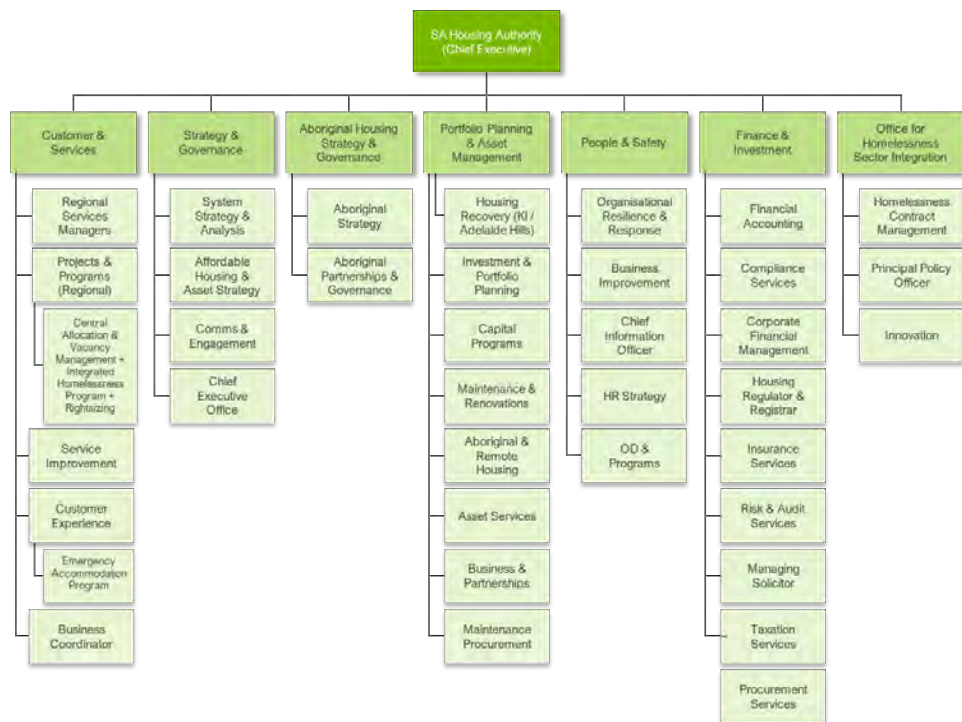 SA Housing Authority
(Chief Executive)
Customer &
Services
Strategy &
Governance
Aboriginal Housing
Strategy &
Governance
Portfolio Planning
& Asset
Management
People & Safety
Finance &
Investment
Office for
Homelessness
Sector Integration
Regional
Services
Managers
Projects &
Programs
(Regional)
Central
Allocation &
Vacancy
Management +
Integrated
Homelessness
Program +
Rightsizing
Service
Improvement
Customer
Experience
Emergency
Accommodation
Program
Business
Coordinator
System
Strategy &
Analysis
Affordable
Housing &
Asset Strategy
Comms &
Engagement
Chief
Executive
Office
Aboriginal
Strategy
Aboriginal
Partnerships &
Governance
Housing
Recovery (KI /
Adelaide Hills)
Investment &
Portfolio
Planning
Capital
Programs
Maintenance &
Renovations
Aboriginal &
Remote
Housing
Asset Services
Business &
Partnerships
Maintenance
Procurement
Organisational
Resilience &
Response
Business
Improvement
Chief
Information
Officer
HR Strategy
OD &
Programs
Financial
Accounting
Compliance
Services
Corporate
Financial
Management
Housing
Regulator &
Registrar
Insurance
Services
Risk & Audit
Services
Managing
Solicitor
Taxation
Services
Procurement
Services
Homelessness
Contract
Management
Principal Policy
Officer
Innovation